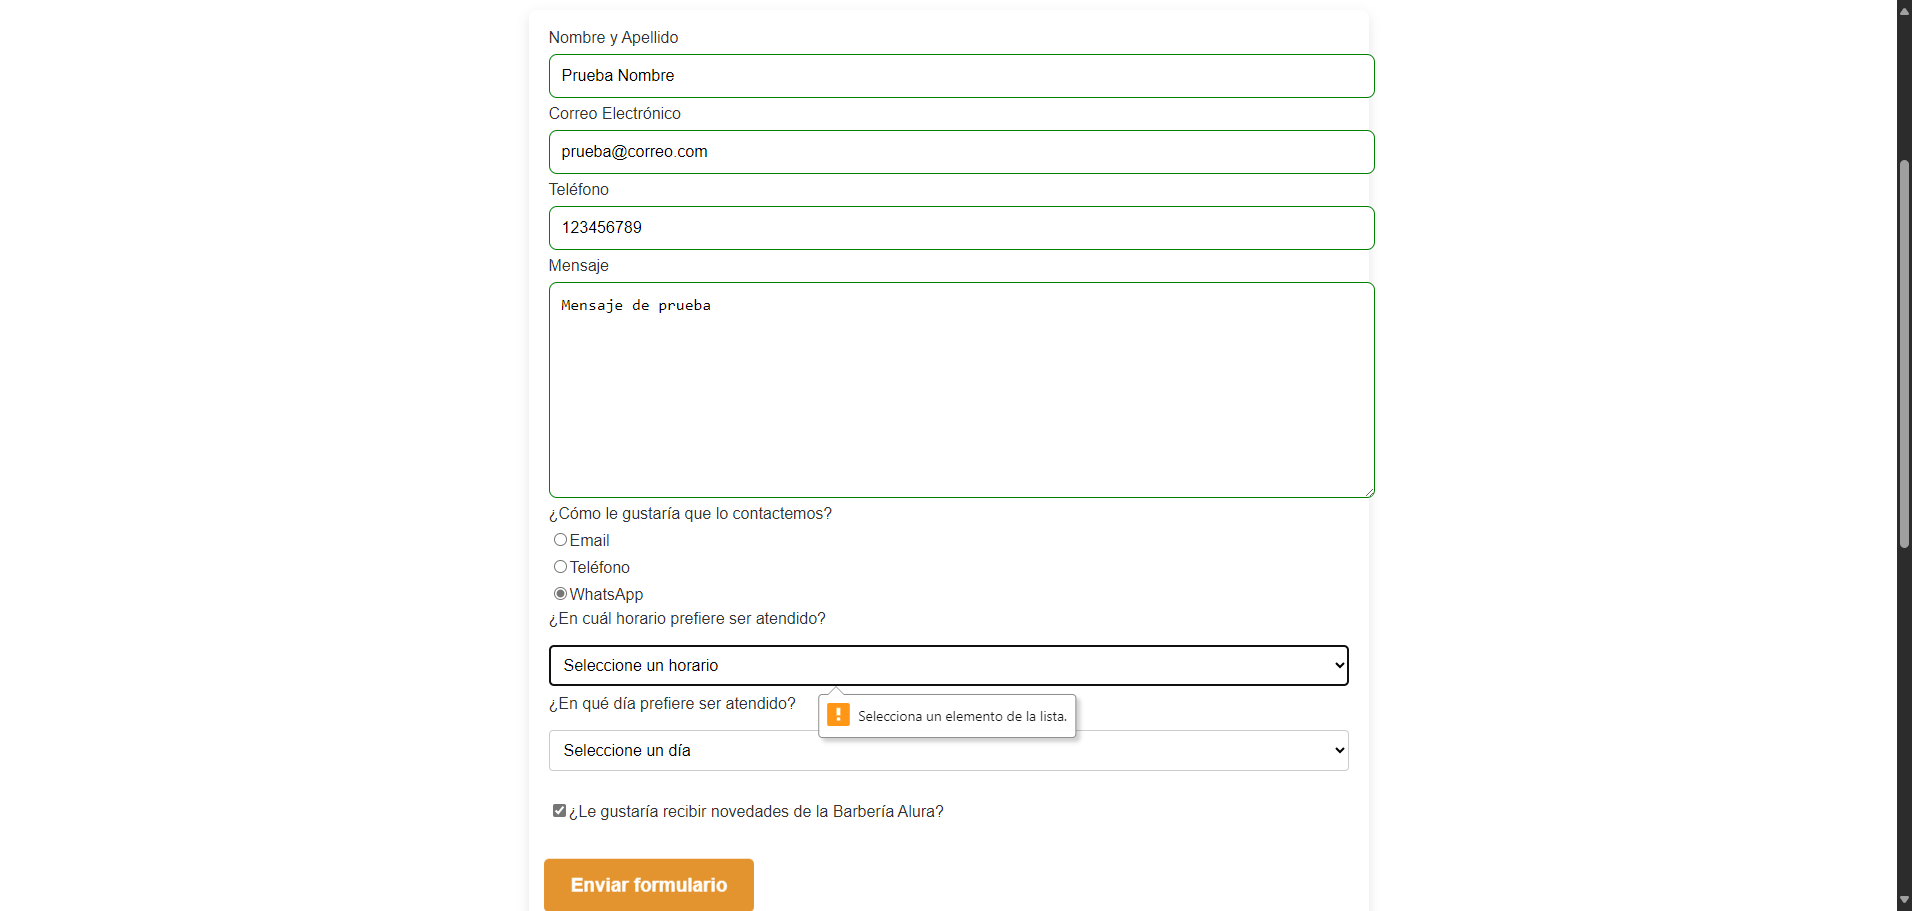 Nombre y Apellido
Prueba Nombre
Correo Electrónico
prueba@correo.com
Teléfono
123456789
Mensaje
Mensaje de prueba
¿Cómo le gustaría que lo contactemos?
Email
Teléfono
WhatsApp
¿En cuál horario prefiere ser atendido?
Seleccione un horario
¿En qué día prefiere ser atendido?
Selecciona un elemento de la lista.
Seleccione un día
¿Le gustaría recibir novedades de la Barbería Alura?
Enviar formulario